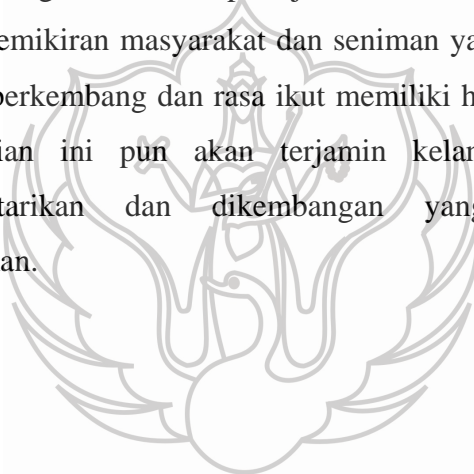 emikiran masyarakat dan seniman ya
berkembang dan rasa ikut memiliki h
ian ini pun akan terjamin kelan
tarikan dan dikembangan yang
an.